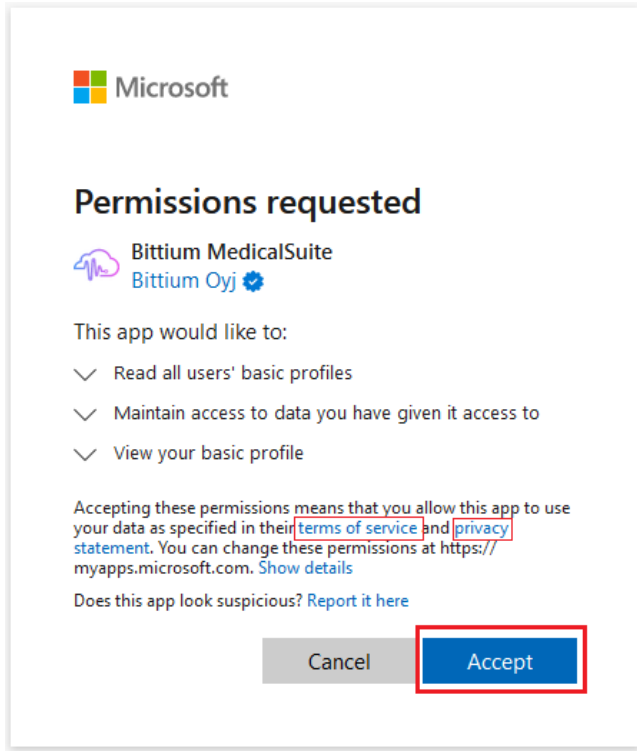 Microsoft
Permissions requested
Bittium MedicalSuite
Bittium Oyj
This app would like to:
Read all users' basic profiles
Maintain access to data you have given it access to
View your basic profile
Accepting these permissions means that you allow this app to use
your data as specified in their terms of service and privacy
statement. You can change these permissions at https://
myapps.microsoft.com. Show details
Does this app look suspicious? Report it here
Cancel
Accept